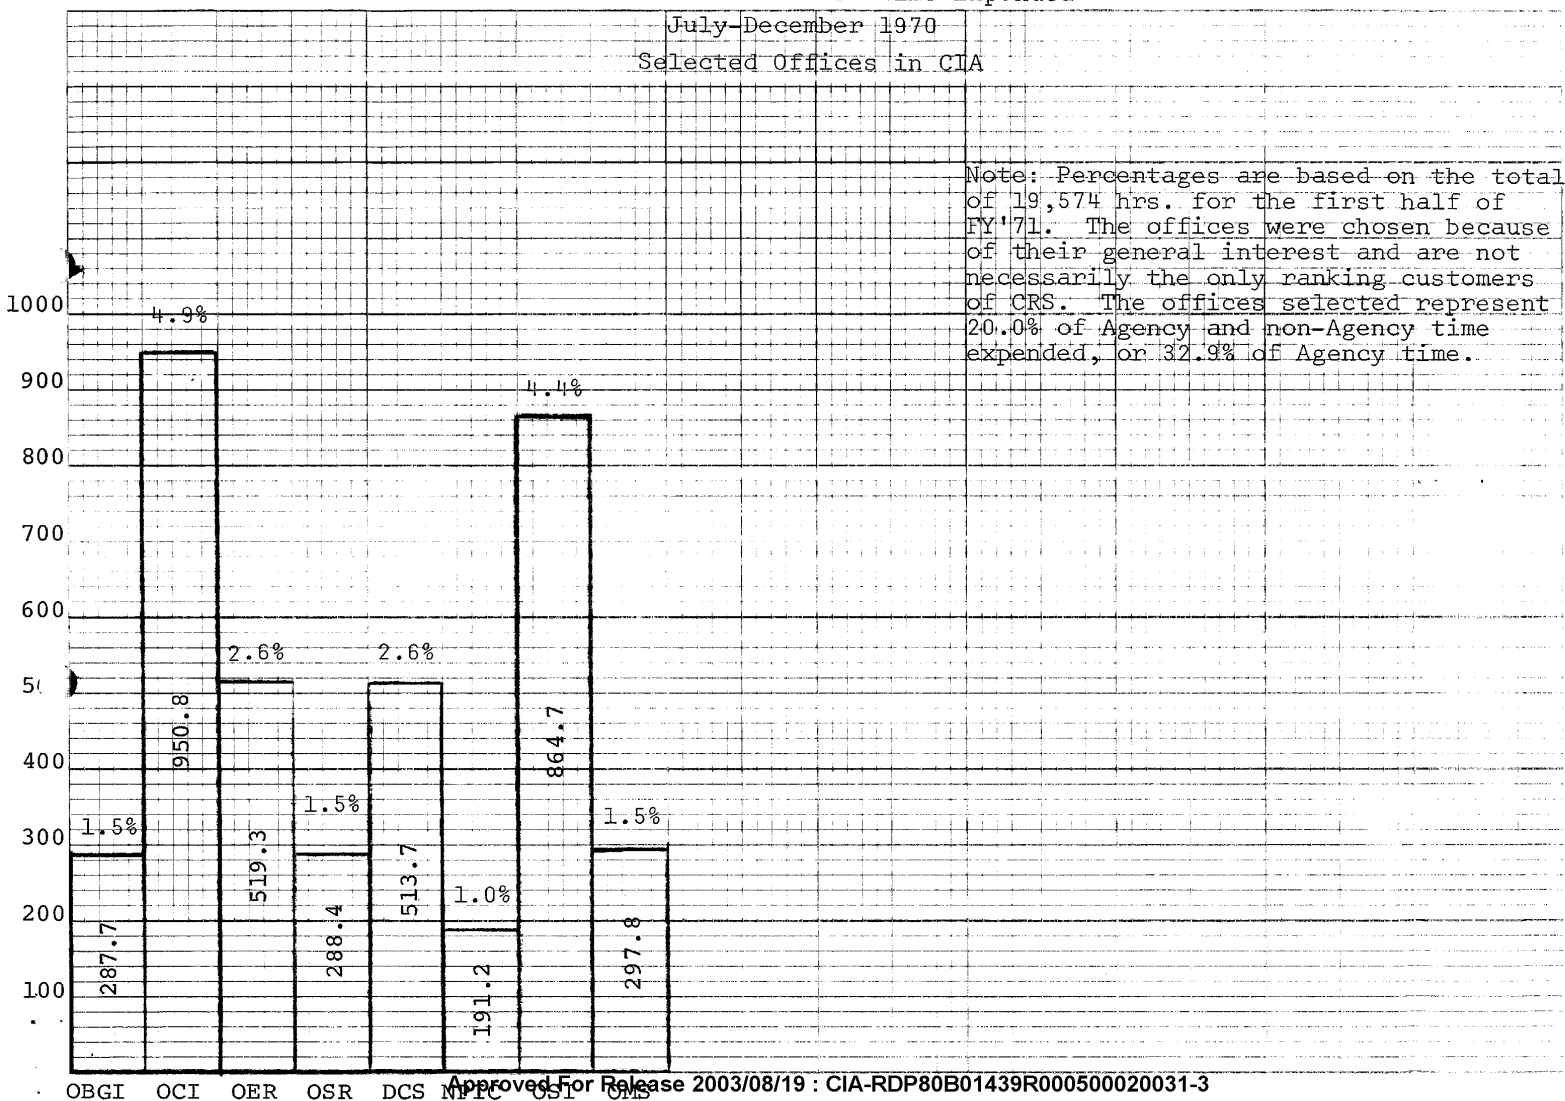 July-December 1970
Selected Offices in CIA
Note: Percentages are based on the total
of 19,574 hrs. for the first half of
FY'71. The offices were chosen because
of their general interest and are not
necessarily the only ranking customers
of CRS. The offices selected represent
20.0% of Agency and non-Agency time
expended, or 32.9% of Agency time.
1000
900
800
700
600
400
300
200
100
1.5%
4.9%
2.6%
1.5%
2.6%
1.0%
4.4%
1.5%
287.7
950.8
519.3
288.4
513.7
191.2
864.7
297.8
OBGI OCI OER OSR DCS NPIC OSI OMS
Approved For Release 2003/08/19 : CIA-RDP80B01439R000500020031-3